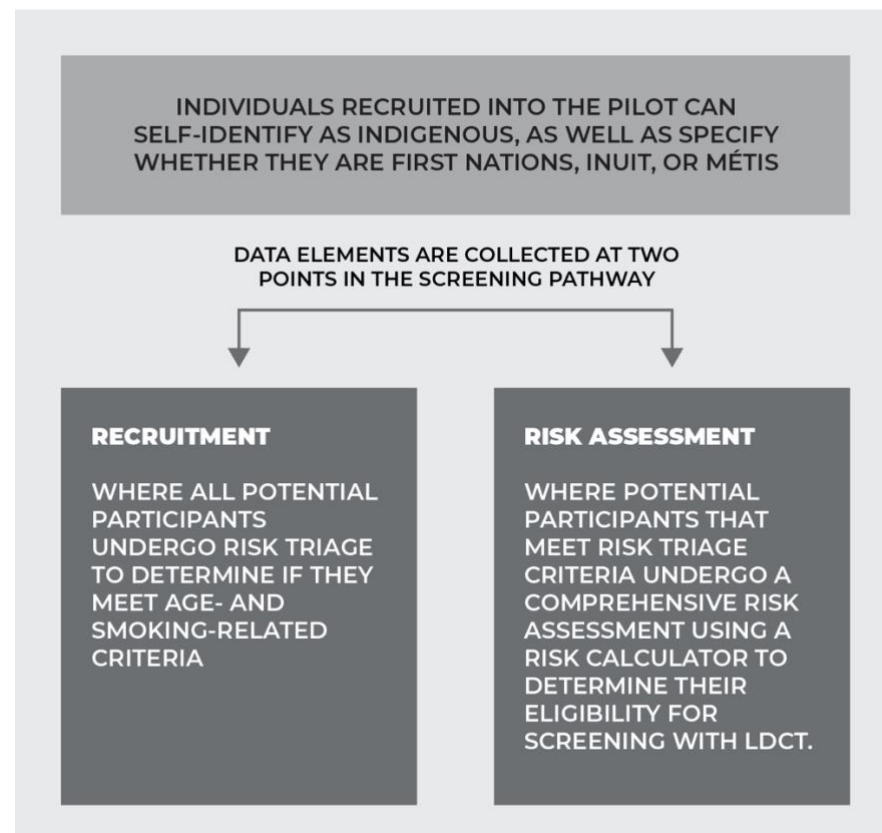 INDIVIDUALS RECRUITED INTO THE PILOT CAN
SELF-IDENTIFY AS INDIGENOUS, AS WELL AS SPECIFY
WHETHER THEY ARE FIRST NATIONS, INUIT, OR MÉTIS
DATA ELEMENTS ARE COLLECTED AT TWO
POINTS IN THE SCREENING PATHWAY
RECRUITMENT
WHERE ALL POTENTIAL
PARTICIPANTS
UNDERGO RISK TRIAGE
TO DETERMINE IF THEY
MEET AGE- AND
SMOKING-RELATED
CRITERIA
RISK ASSESSMENT
WHERE POTENTIAL
PARTICIPANTS THAT
MEET RISK TRIAGE
CRITERIA UNDERGO A
COMPREHENSIVE RISK
ASSESSMENT USING A
RISK CALCULATOR TO
DETERMINE THEIR
ELIGIBILITY FOR
SCREENING WITH LDCT.